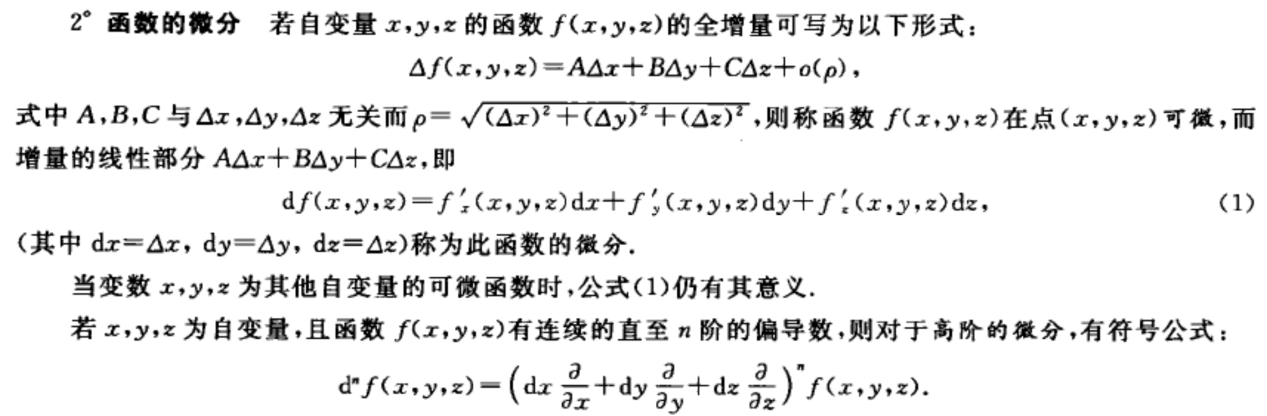 2° 函数的微分 若自变量 x,y,z 的函数 f(x,y,z)的全增量可写为以下形式:
Δf(x,y,z)=AΔx+BΔy+CΔz+o(ρ),
式中 A,B,C 与Δx,Δy,Δz 无关而ρ=√((Δx)²+(Δy)²+(Δz)²),则称函数 f(x,y,z)在点(x,y,z)可微,而
增量的线性部分 AΔx+BΔy+CΔz,即
df(x,y,z)=f′ₓ(x,y,z)dx+f′_y(x,y,z)dy+f′_z(x,y,z)dz, (1)
(其中 dx=Δx, dy=Δy, dz=Δz)称为此函数的微分.
当变数 x,y,z 为其他自变量的可微函数时,公式(1)仍有其意义.
若 x,y,z 为自变量,且函数 f(x,y,z)有连续的直至 n 阶的偏导数,则对于高阶的微分,有符号公式:
dⁿf(x,y,z)=(dx ∂/∂x+dy ∂/∂y+dz ∂/∂z)ⁿf(x,y,z).